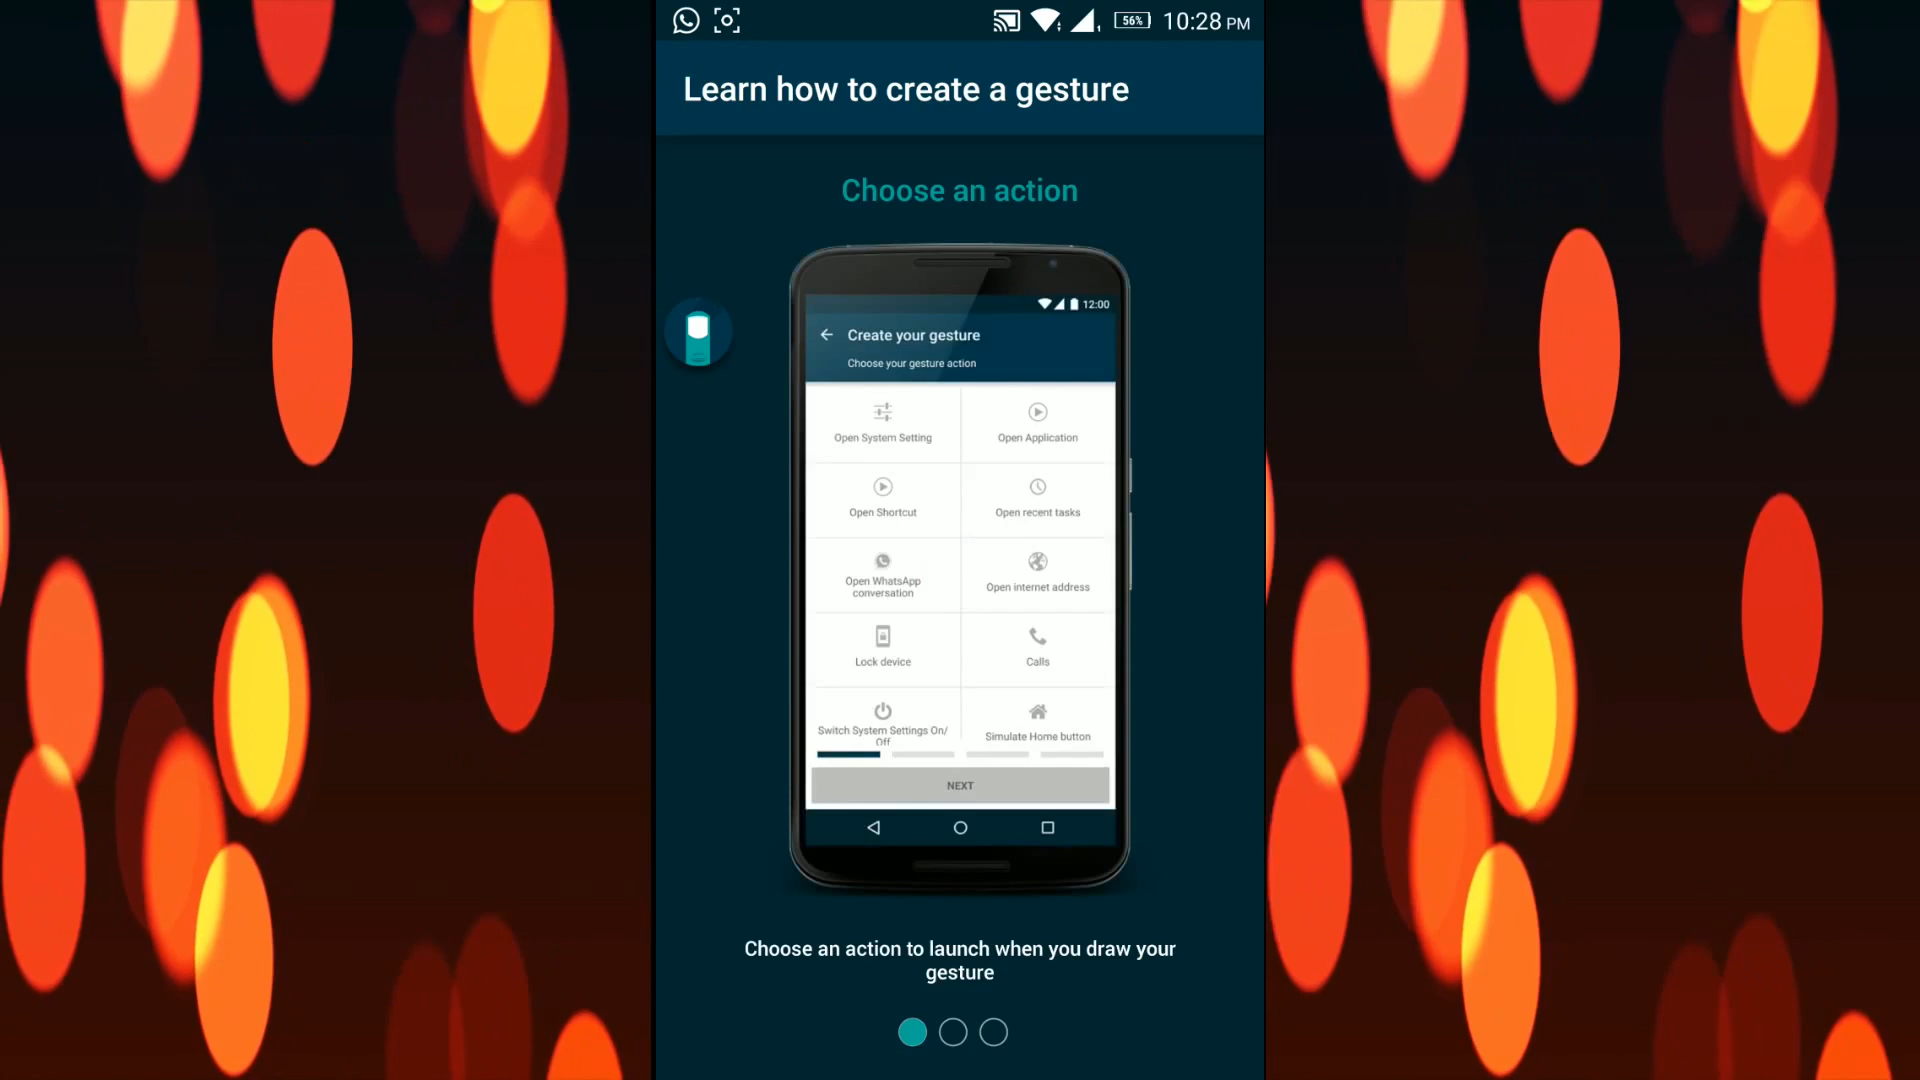 56%
10:28 PM
Learn how to create a gesture
Choose an action
12:00
Create your gesture
Choose your gesture action
Open System Setting
Open Application
Open Shortcut
Open recent tasks
Open WhatsApp
conversation
Open internet address
Lock device
Calls
Switch System Settings On/
Off
Simulate Home button
NEXT
Choose an action to launch when you draw your
gesture